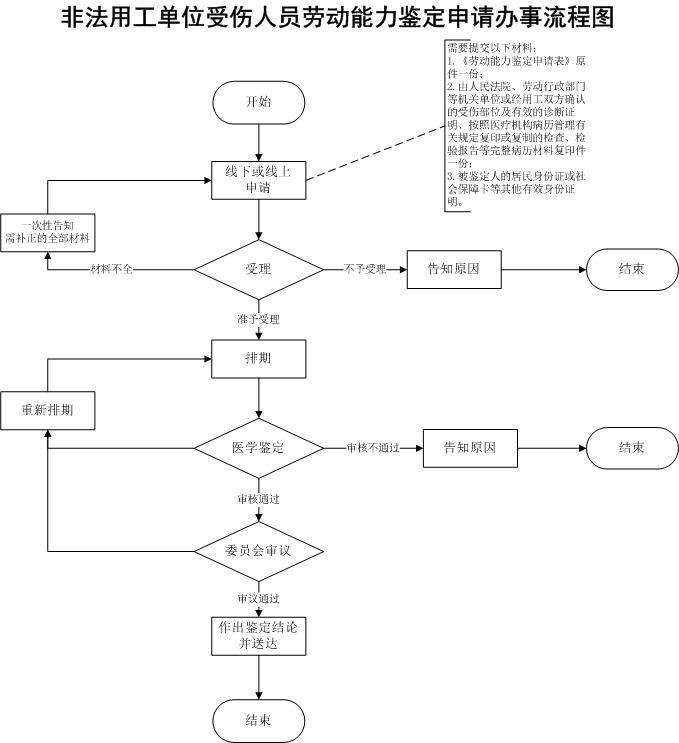 非法用工单位受伤人员劳动能力鉴定申请办事流程图
需要提交以下材料：
1.《劳动能力鉴定申请表》原
件一份；
2.由人民法院、劳动行政部门
等机关单位或经用工双方确认
的受伤部位及有效的诊断证
明、按照医疗机构病历管理有
关规定复印或复制的检查、检
验报告等完整病历材料复印件
一份；
3.被鉴定人的居民身份证或社
会保障卡等其他有效身份证
明。
开始
线下或线上
申请
一次性告知
需补正的全部材料
材料不全
受理
不予受理
告知原因
结束
准予受理
排期
重新排期
医学鉴定
审核不通过
告知原因
结束
审核通过
委员会审议
审议通过
作出鉴定结论
并送达
结束